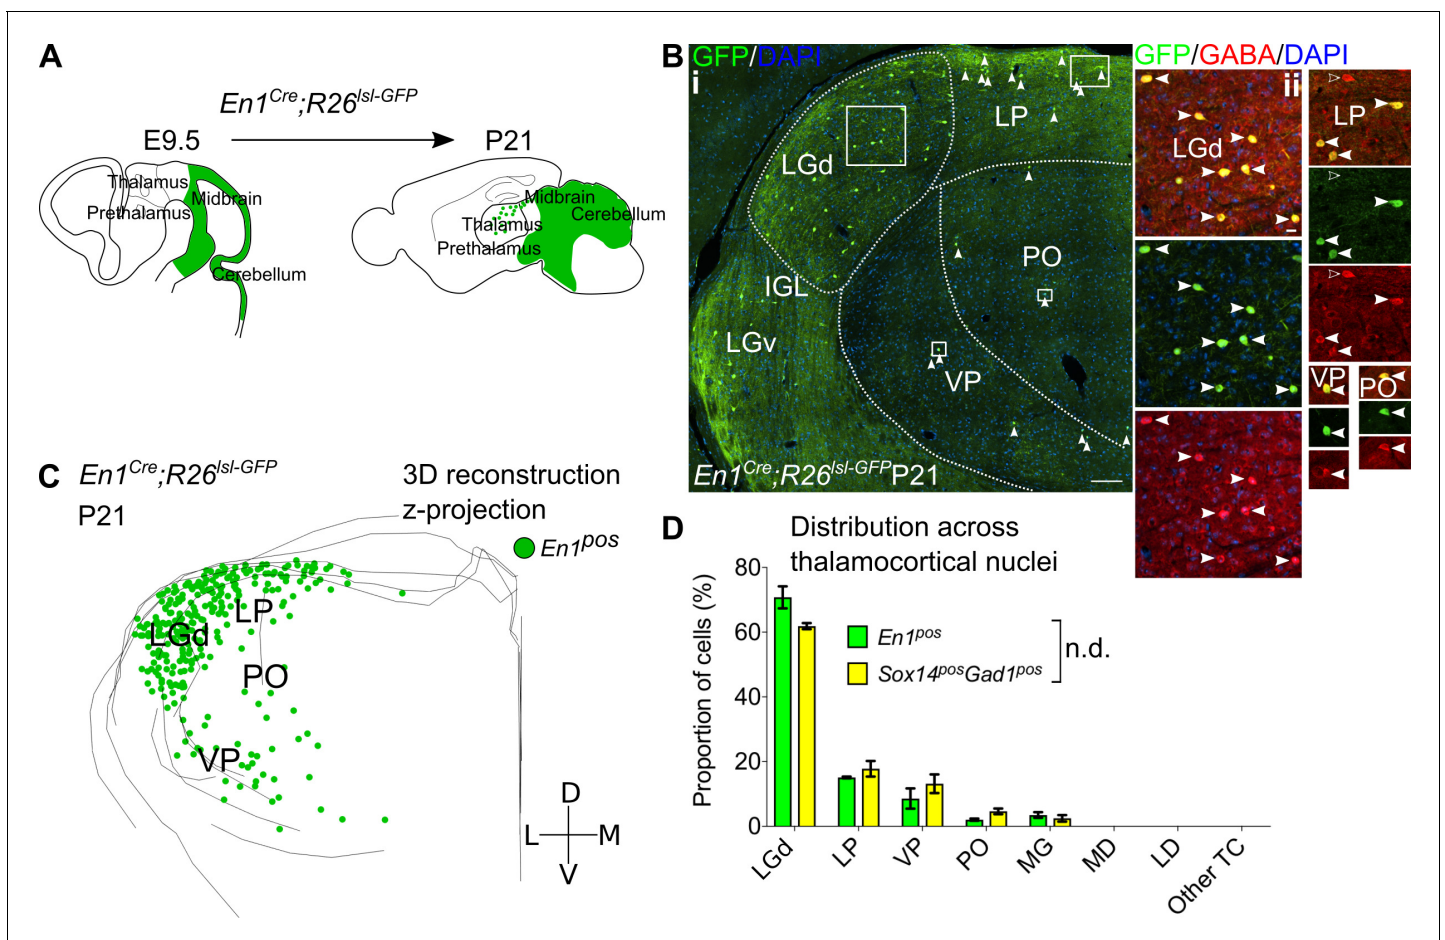 A
En1Cre;R26lsl-GFP
E9.5
P21
Thalamus
Prethalamus
Midbrain
Cerebellum
Midbrain
Cerebellum
Thalamus
Prethalamus
B
GFP/DAPI
i
LGd
LP
PO
IGL
LGv
VP
En1Cre;R26lsl-GFP P21
GFP/GABA/DAPI
ii
LGd
LP
VP
PO
C
En1Cre;R26lsl-GFP
P21
3D reconstruction
z-projection
En1pos
LP
LGd
PO
VP
D
L
M
V
D
Distribution across
thalamocortical nuclei
Proportion of cells (%)
80
60
40
20
0
En1pos
Sox14posGad1pos
n.d.
LGd
LP
VP
PO
MG
MD
LD
Other TC